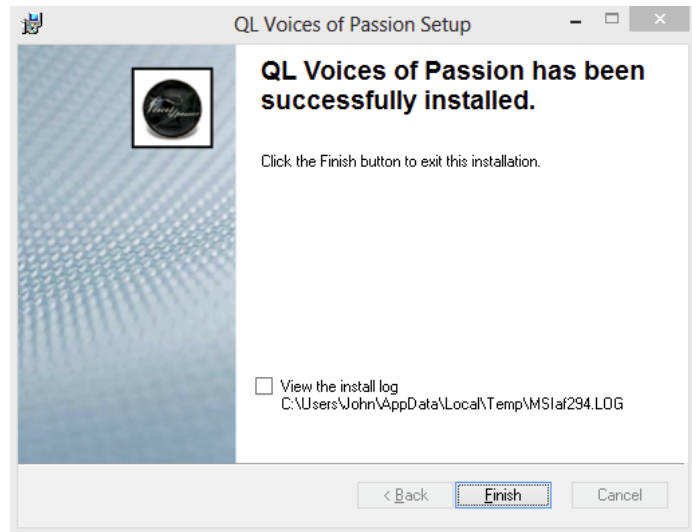 QL Voices of Passion Setup
QL Voices of Passion has been
successfully installed.
Click the Finish button to exit this installation.
View the install log
C:\Users\John\AppData\Local\Temp\MSIaf294.LOG
< Back
Finish
Cancel